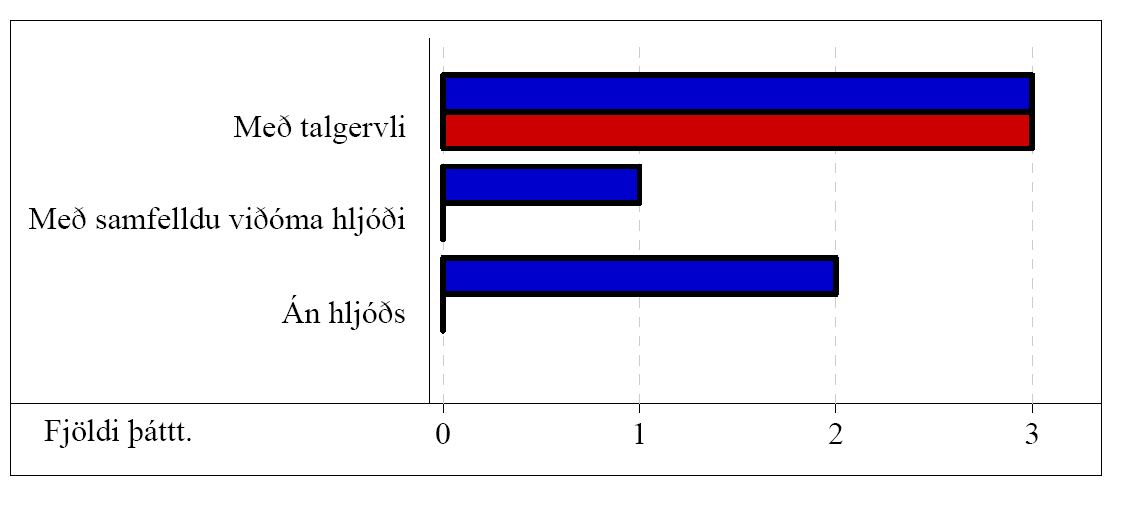 Með talgervli
Með samfelldu viðóma hljóði
Án hljóðs
Fjöldi þáttt. 0 1 2 3